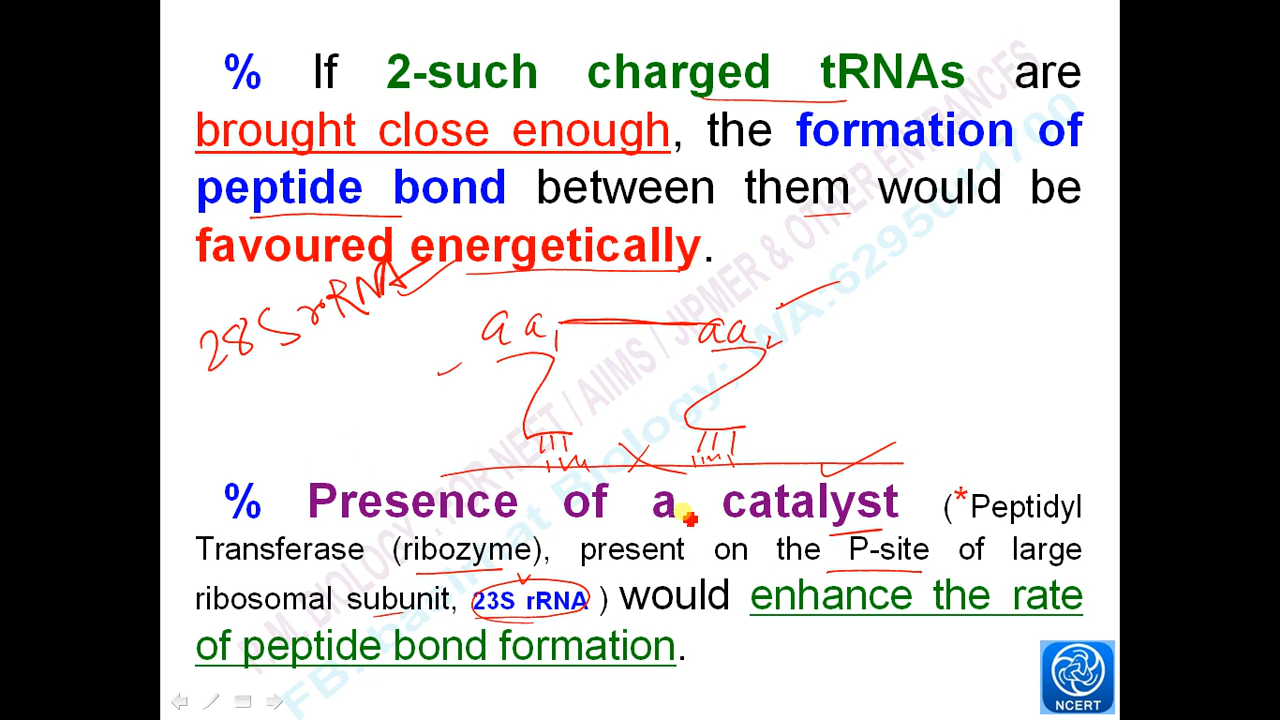 % If 2-such charged tRNAs are
brought close enough, the formation of
peptide bond between them would be
favoured energetically.
28S rRNA
aa1 aa2
% Presence of a catalyst (*Peptidyl
Transferase (ribozyme), present on the P-site of large
ribosomal subunit, 23S rRNA ) would enhance the rate
of peptide bond formation.
NCERT